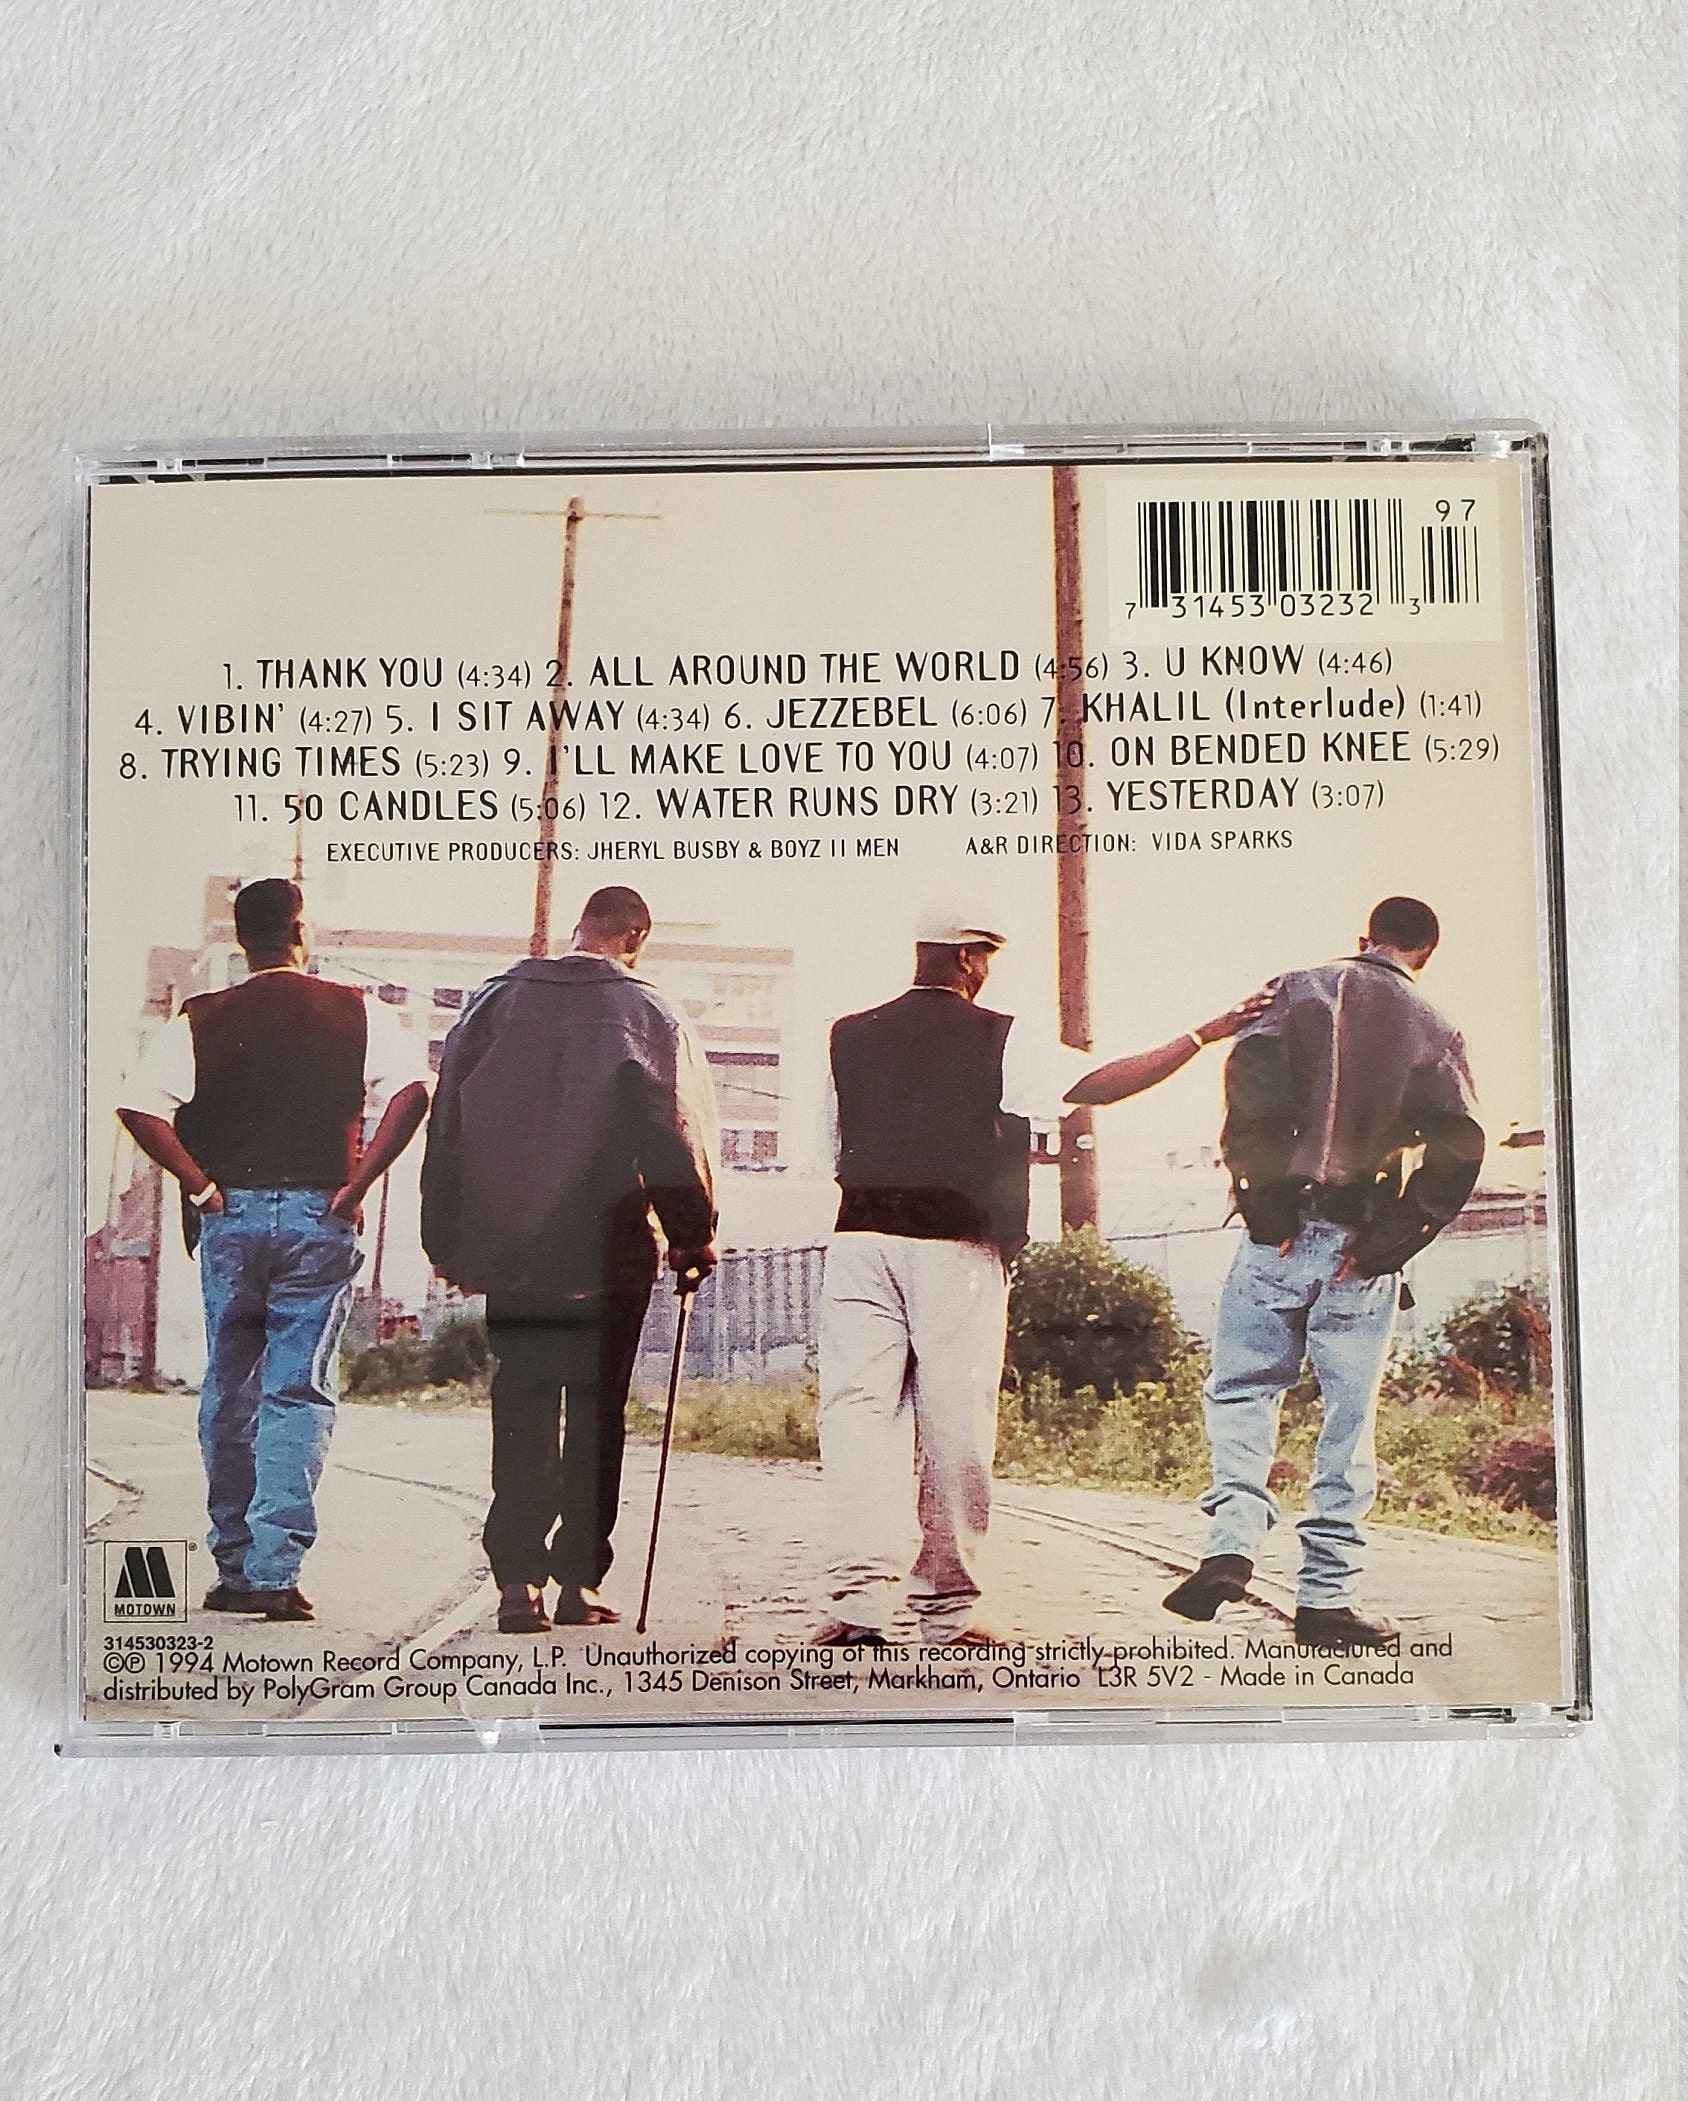 97
7 31453 03232 3
1. THANK YOU (4:34) 2. ALL AROUND THE WORLD (4:56) 3. U KNOW (4:46)
4. VIBIN' (4:27) 5. I SIT AWAY (4:34) 6. JEZZEBEL (6:06) 7. KHALIL (Interlude) (1:41)
8. TRYING TIMES (5:23) 9. I'LL MAKE LOVE TO YOU (4:07) 10. ON BENDED KNEE (5:29)
11. 50 CANDLES (5:06) 12. WATER RUNS DRY (3:21) 13. YESTERDAY (3:07)
EXECUTIVE PRODUCERS: JHERYL BUSBY & BOYZ II MEN A&R DIRECTION: VIDA SPARKS
M®
MOTOWN
314530323-2
©℗ 1994 Motown Record Company, L.P. Unauthorized copying of this recording strictly prohibited. Manufactured and
distributed by PolyGram Group Canada Inc., 1345 Denison Street, Markham, Ontario L3R 5V2 - Made in Canada